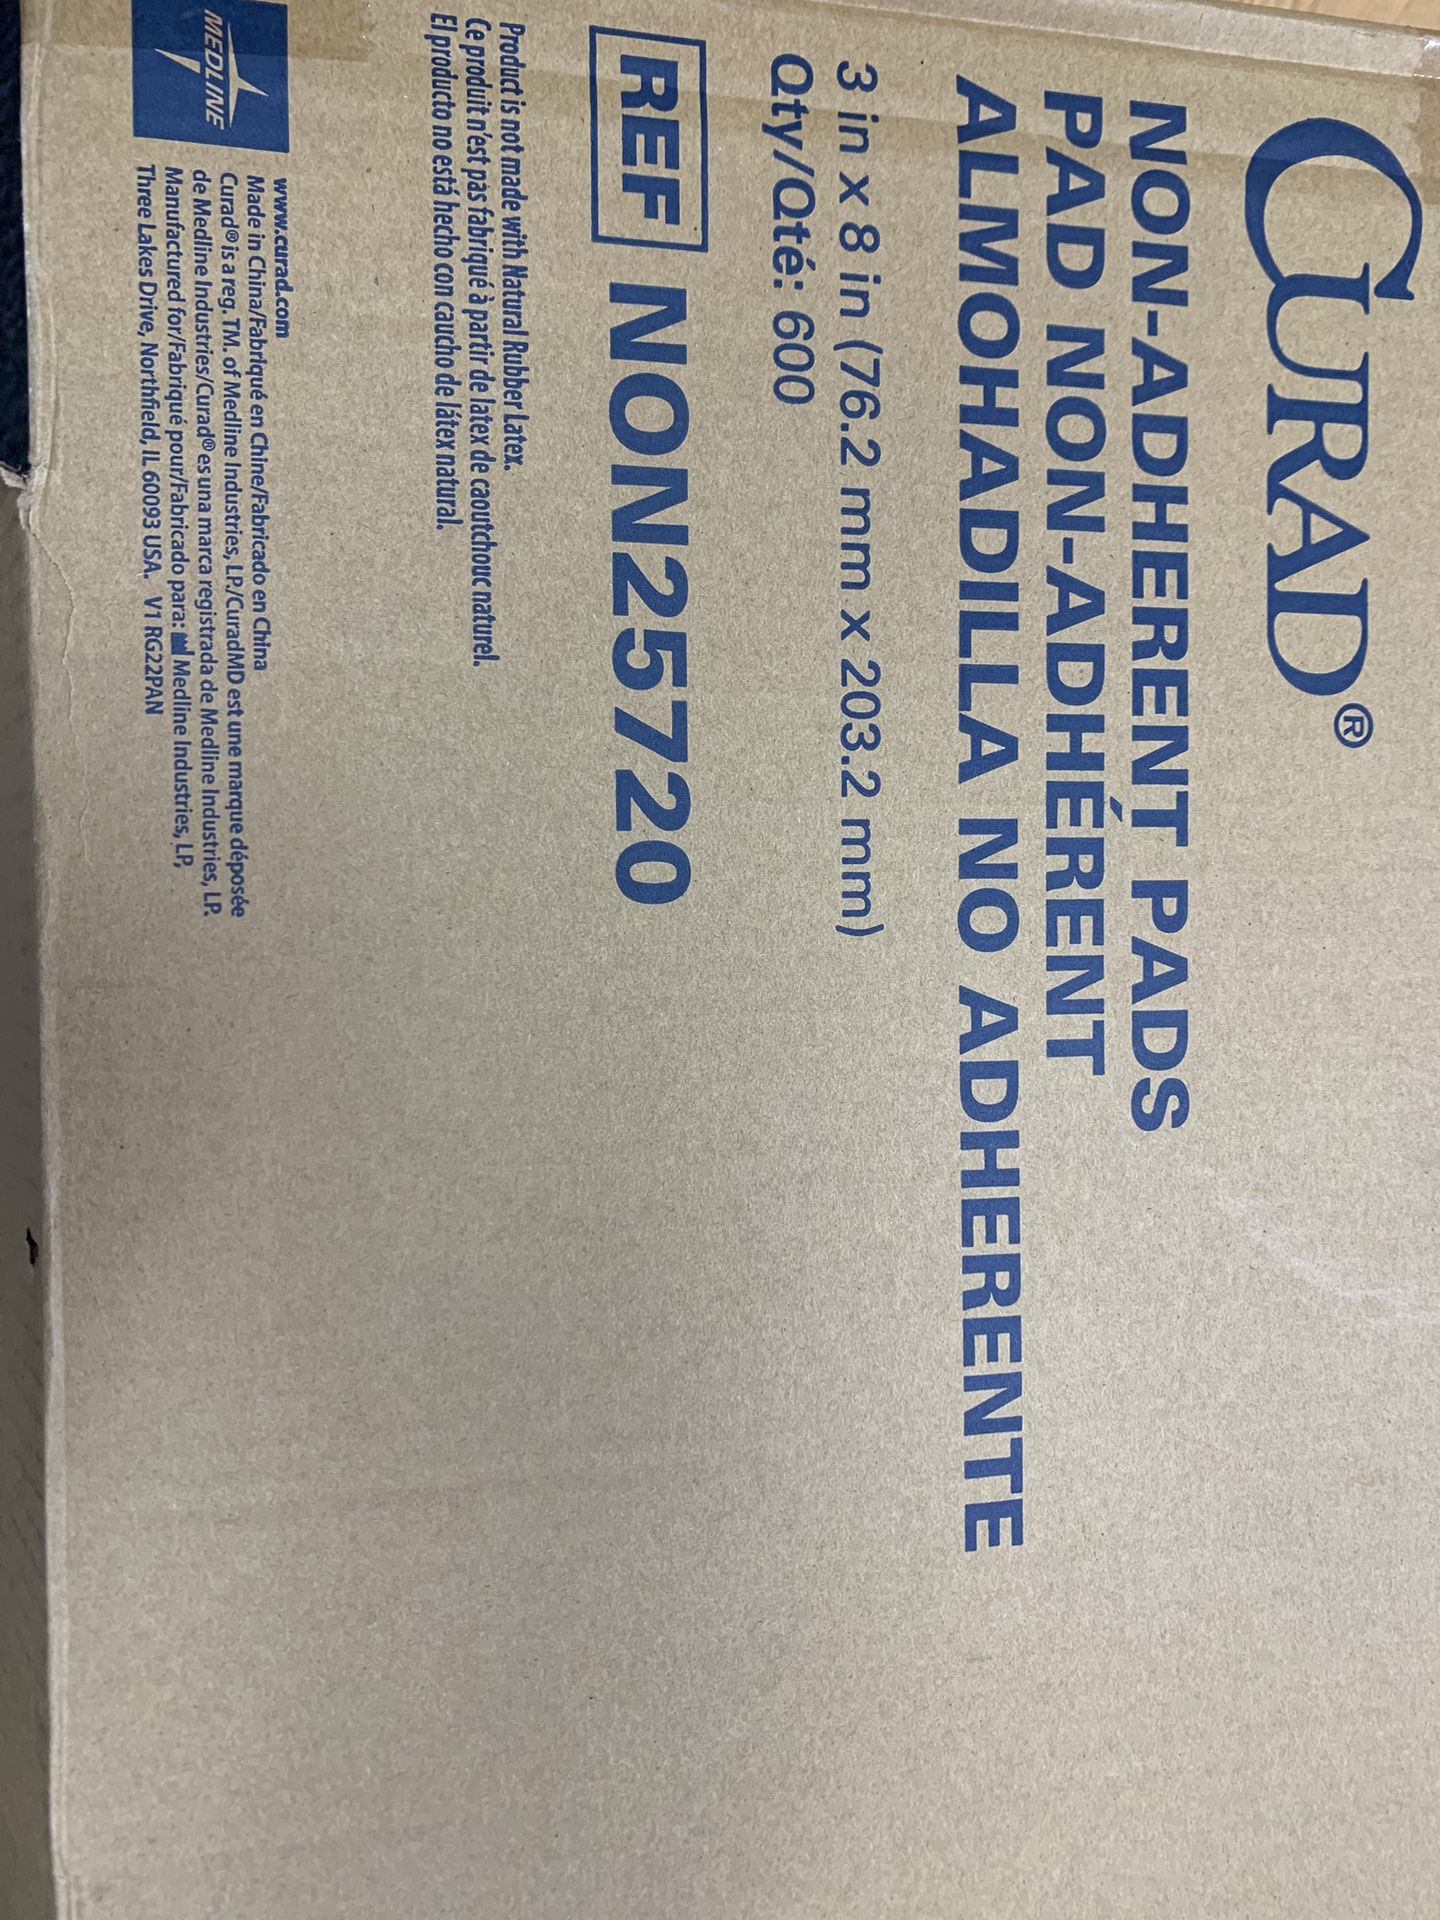 CURAD®
NON-ADHERENT PADS
PAD NON-ADHÉRENT
ALMOHADILLA NO ADHERENTE
3 in x 8 in (76.2 mm x 203.2 mm)
Qty/Qté: 600
REF NON25720
Product is not made with Natural Rubber Latex.
Ce produit n'est pas fabriqué à partir de latex de caoutchouc naturel.
El producto no está hecho con caucho de látex natural.
MEDLINE
www.curad.com
Made in China/Fabriqué en Chine/Fabricado en China
Curad® is a reg. TM. of Medline Industries, LP./CuradMD est une marque déposée
de Medline Industries/Curad® es una marca registrada de Medline Industries, LP.
Manufactured for/Fabriqué pour/Fabricado para: Medline Industries, LP,
Three Lakes Drive, Northfield, IL 60093 USA. V1 RG22PAN